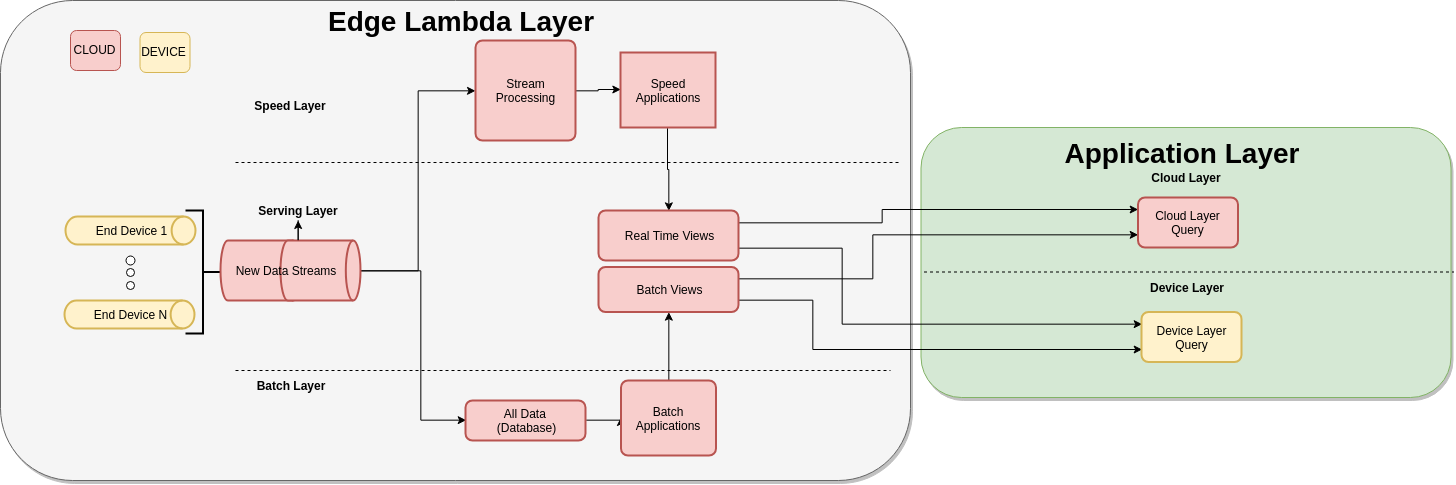 Edge Lambda Layer
CLOUD
DEVICE
Speed Layer
Stream
Processing
Speed
Applications
Serving Layer
End Device 1
New Data Streams
End Device N
Real Time Views
Batch Views
Batch Layer
All Data
(Database)
Batch
Applications
Application Layer
Cloud Layer
Cloud Layer
Query
Device Layer
Device Layer
Query